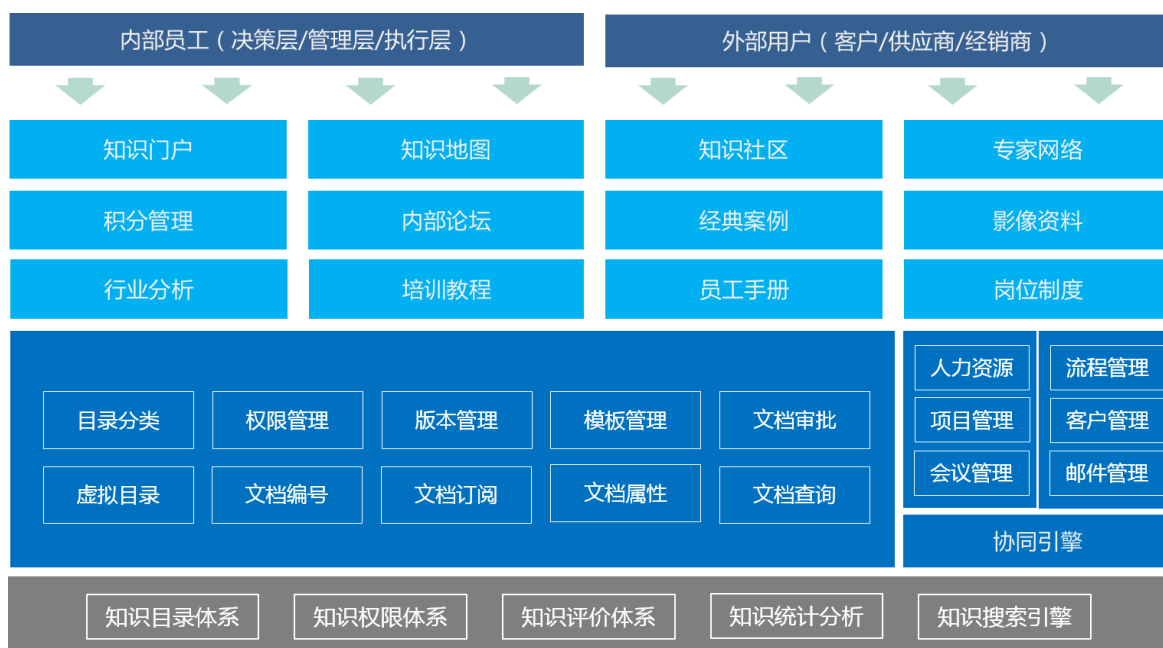 内部员工（决策层/管理层/执行层）
外部用户（客户/供应商/经销商）
知识门户
知识地图
知识社区
专家网络
积分管理
内部论坛
经典案例
影像资料
行业分析
培训教程
员工手册
岗位制度
目录分类
权限管理
版本管理
模板管理
文档审批
虚拟目录
文档编号
文档订阅
文档属性
文档查询
人力资源
流程管理
项目管理
客户管理
会议管理
邮件管理
协同引擎
知识目录体系
知识权限体系
知识评价体系
知识统计分析
知识搜索引擎